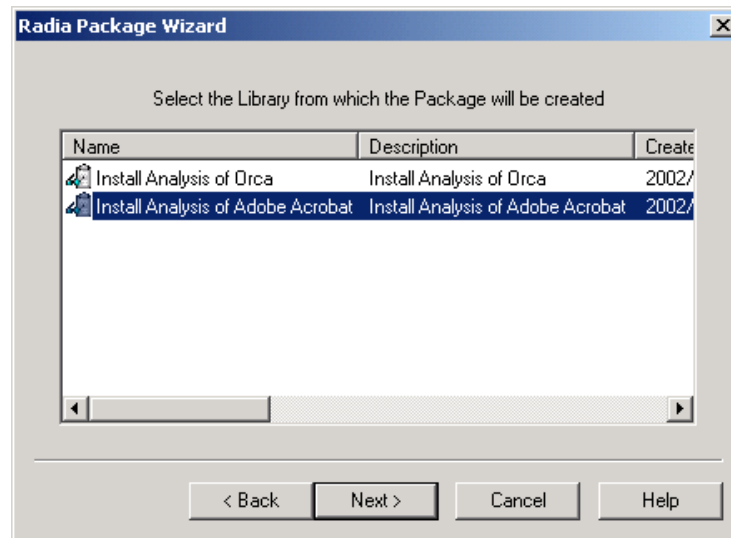 Radia Package Wizard
Select the Library from which the Package will be created
Name Description Create
Install Analysis of Orca Install Analysis of Orca 2002/
Install Analysis of Adobe Acrobat Install Analysis of Adobe Acrobat 2002/
< Back Next > Cancel Help